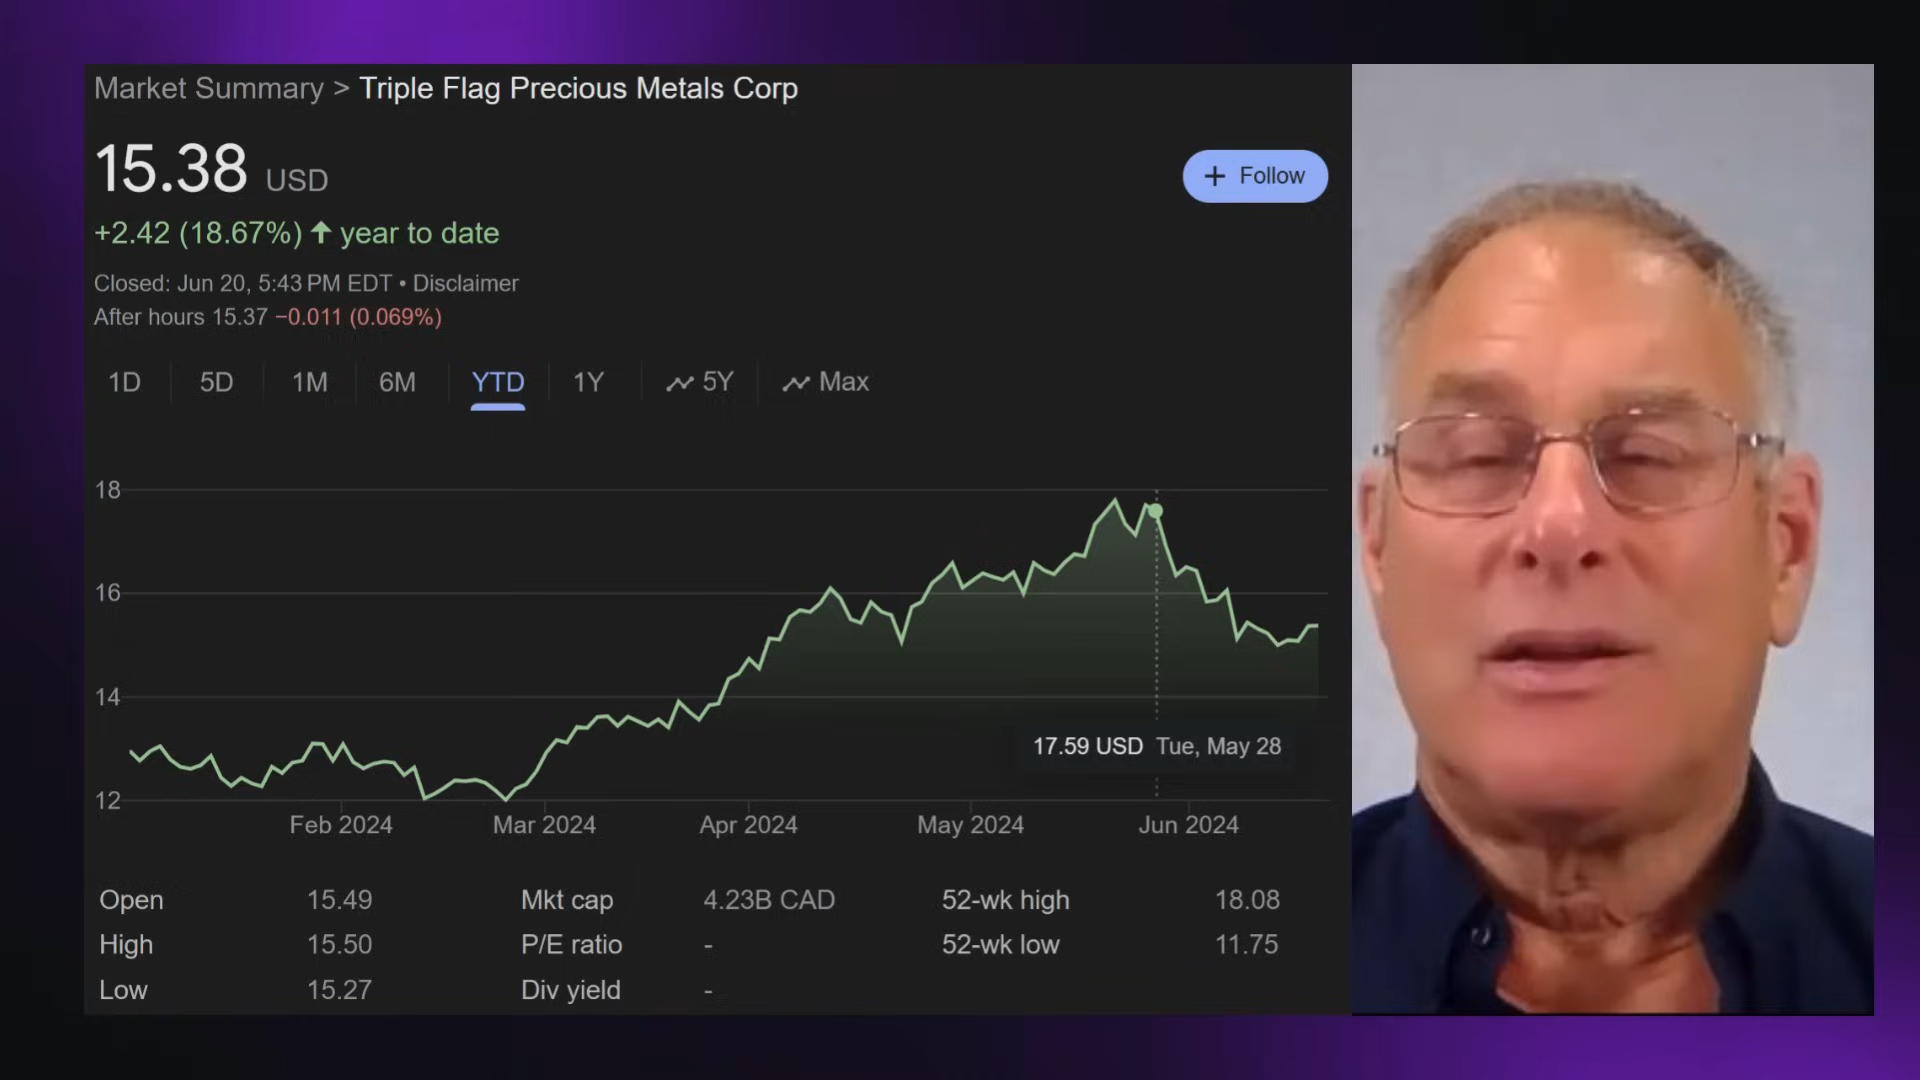 Market Summary > Triple Flag Precious Metals Corp
15.38 USD
+ Follow
+2.42 (18.67%) ↑ year to date
Closed: Jun 20, 5:43 PM EDT • Disclaimer
After hours 15.37 −0.011 (0.069%)
1D 5D 1M 6M YTD 1Y 5Y Max
18
16
14
12
17.59 USD Tue, May 28
Feb 2024 Mar 2024 Apr 2024 May 2024 Jun 2024
Open 15.49 Mkt cap 4.23B CAD 52-wk high 18.08
High 15.50 P/E ratio - 52-wk low 11.75
Low 15.27 Div yield -